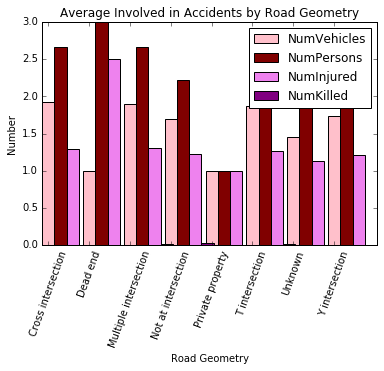 Average Involved in Accidents by Road Geometry
3.0
2.5
2.0
1.5
1.0
0.5
0.0
Number
NumVehicles
NumPersons
NumInjured
NumKilled
Cross intersection
Dead end
Multiple intersection
Not at intersection
Private property
T intersection
Unknown
Y intersection
Road Geometry